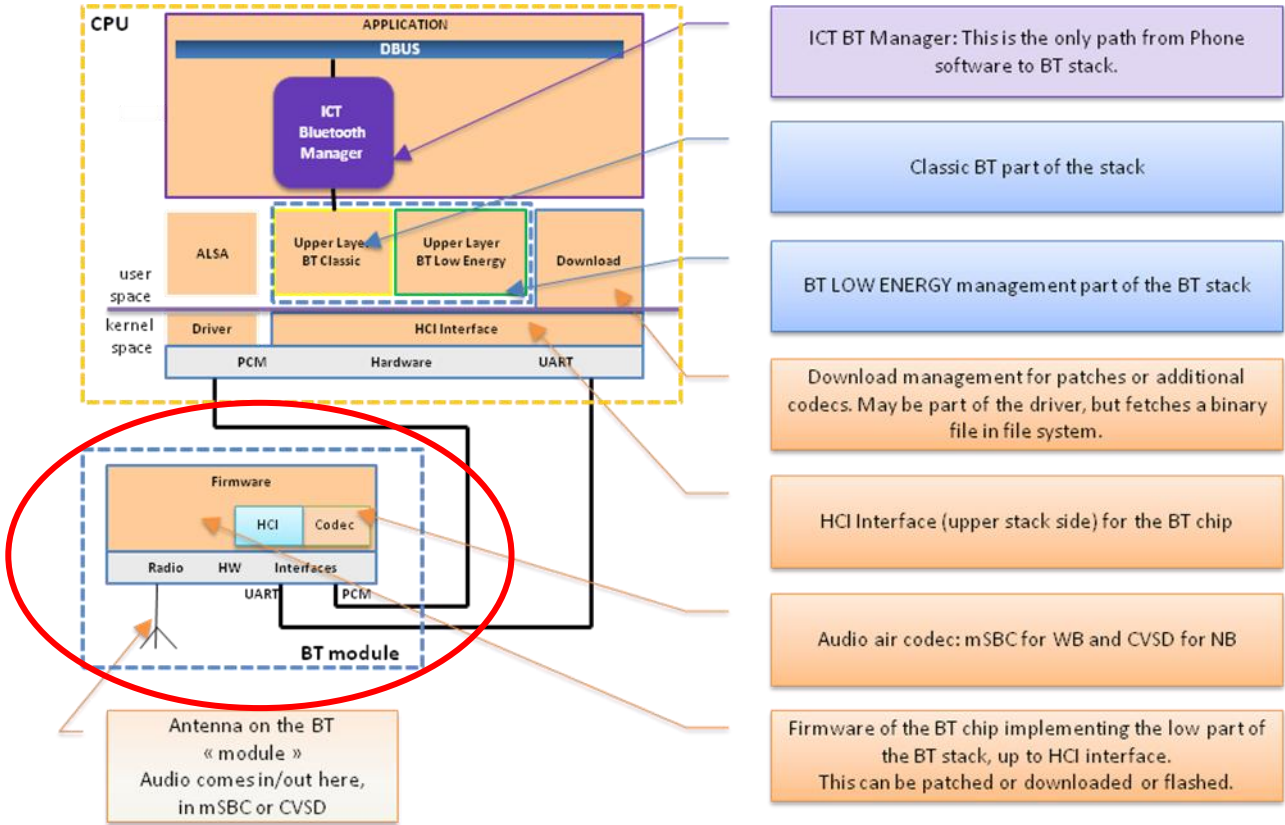 CPU
APPLICATION
DBUS
ICT
Bluetooth
Manager
ALSA
Upper Layer
BT Classic
Upper Layer
BT Low Energy
Download
user
space
kernel
space
Driver
HCI Interface
PCM
Hardware
UART
Firmware
HCI
Codec
Radio
HW
Interfaces
UART
PCM
BT module
Antenna on the BT
« module »
Audio comes in/out here,
in mSBC or CVSD
ICT BT Manager: This is the only path from Phone
software to BT stack.
Classic BT part of the stack
BT LOW ENERGY management part of the BT stack
Download management for patches or additional
codecs. May be part of the driver, but fetches a binary
file in file system.
HCI Interface (upper stack side) for the BT chip
Audio air codec: mSBC for WB and CVSD for NB
Firmware of the BT chip implementing the low part of
the BT stack, up to HCI interface.
This can be patched or downloaded or flashed.